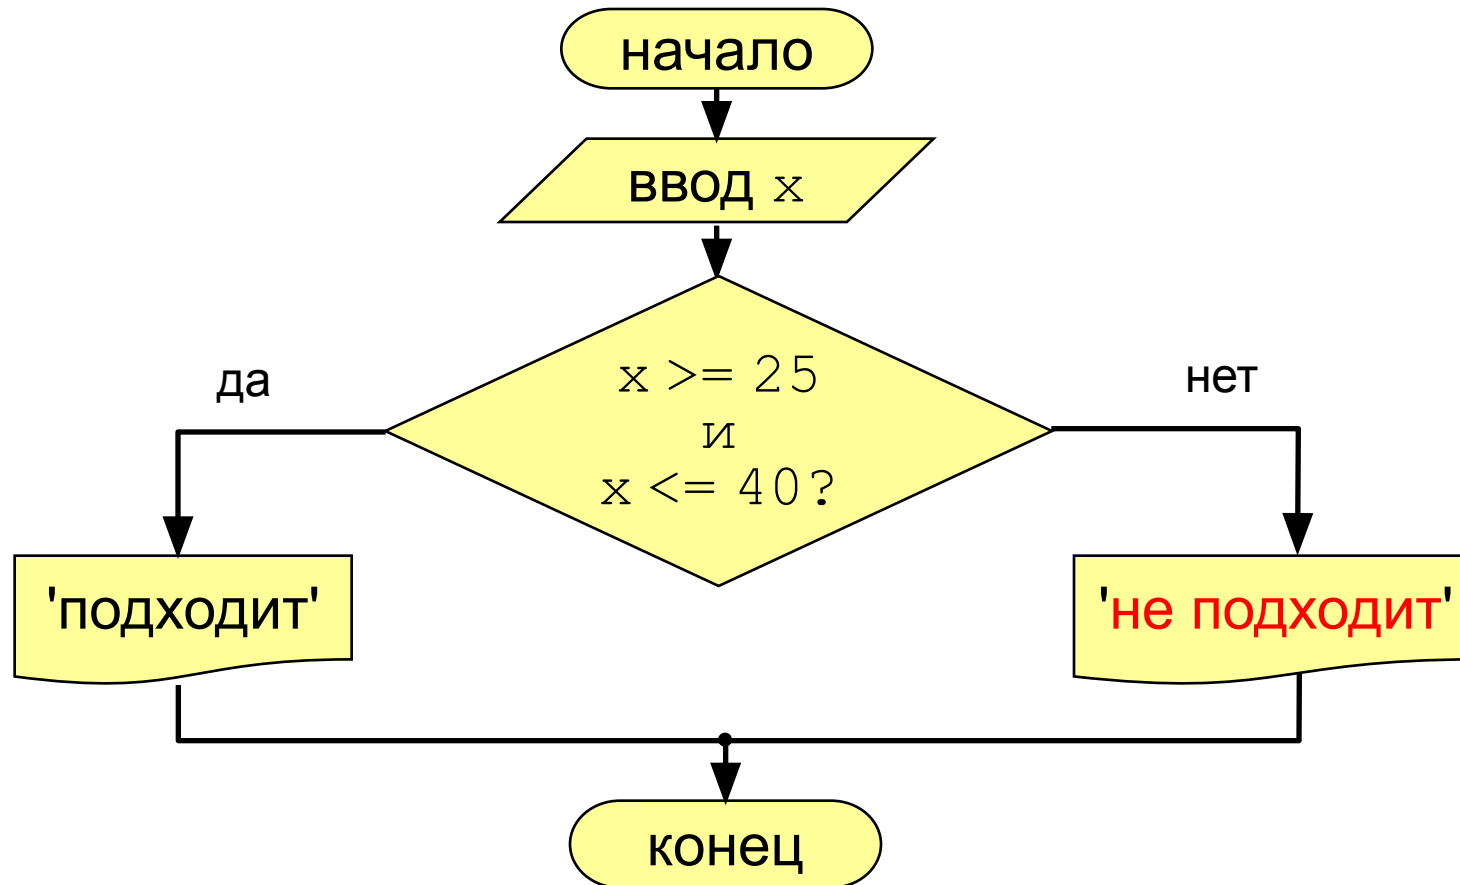 начало
ввод x
x >= 25
и
x <= 40?
да
нет
'подходит'
'не подходит'
конец